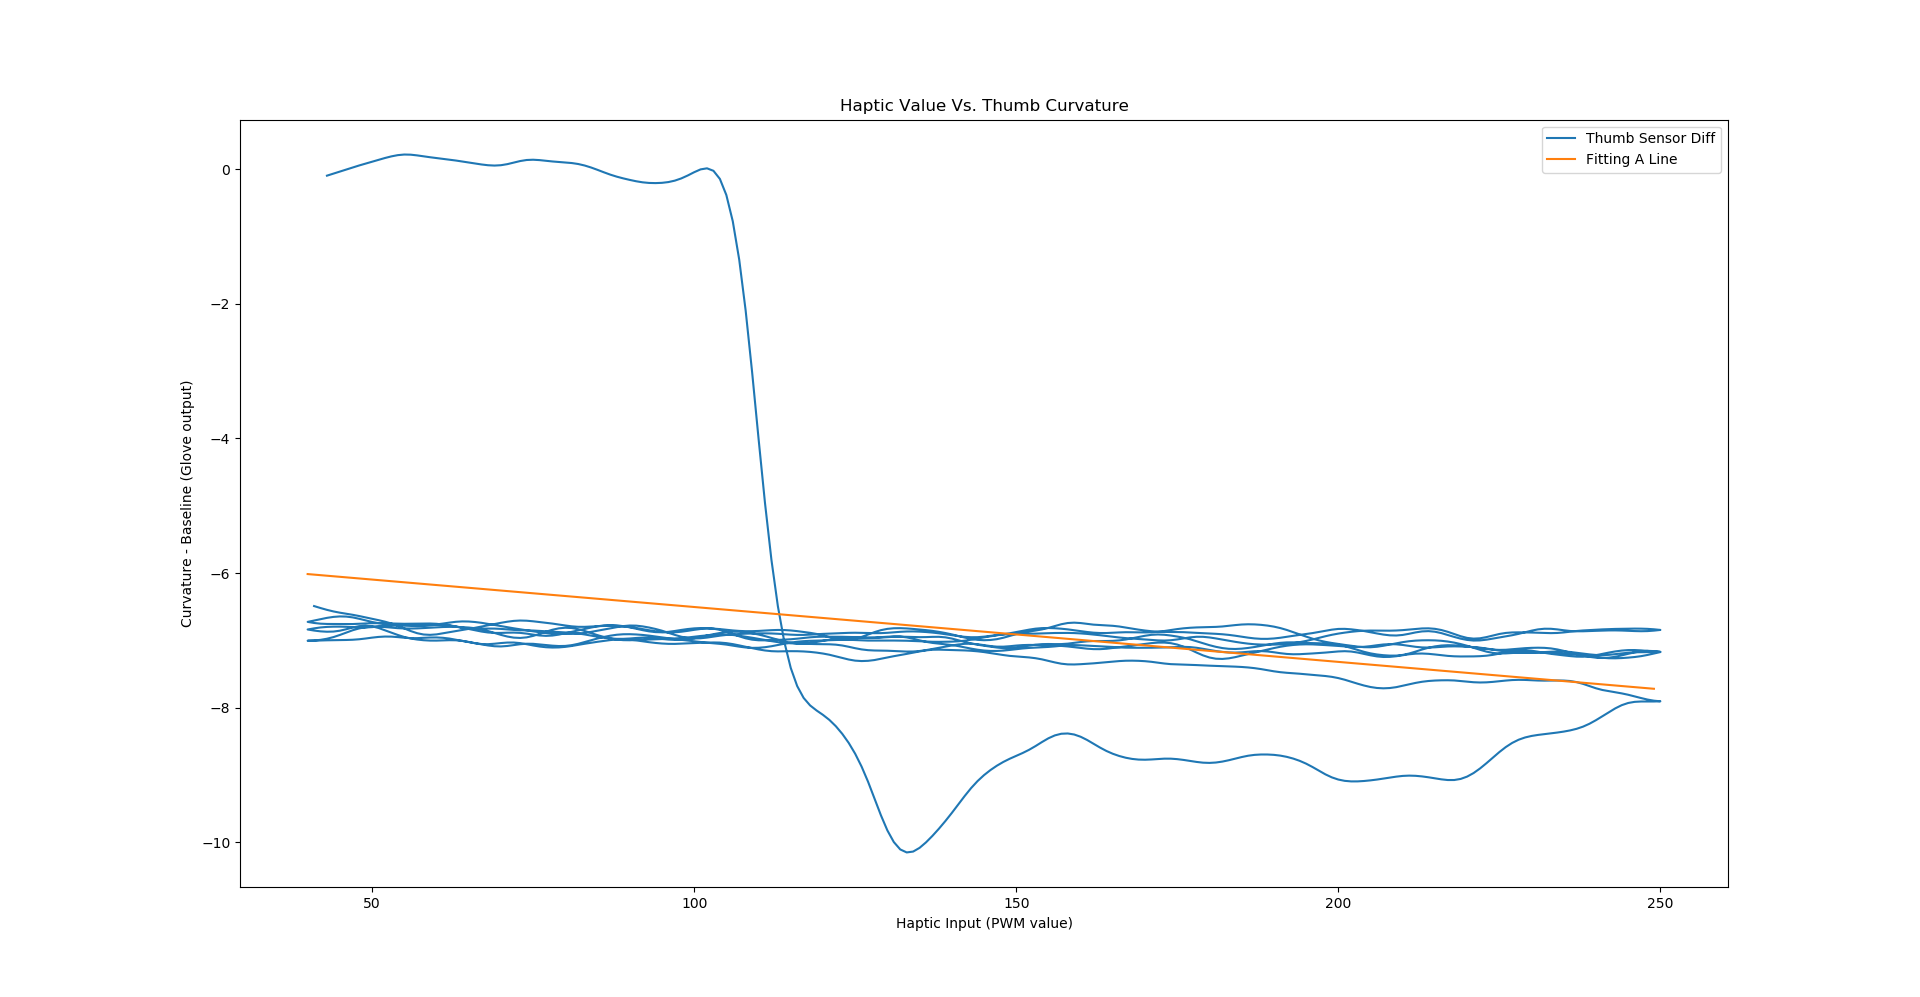 Haptic Value Vs. Thumb Curvature
Thumb Sensor Diff
Fitting A Line
Curvature - Baseline (Glove output)
0
−2
−4
−6
−8
−10
50
100
150
200
250
Haptic Input (PWM value)